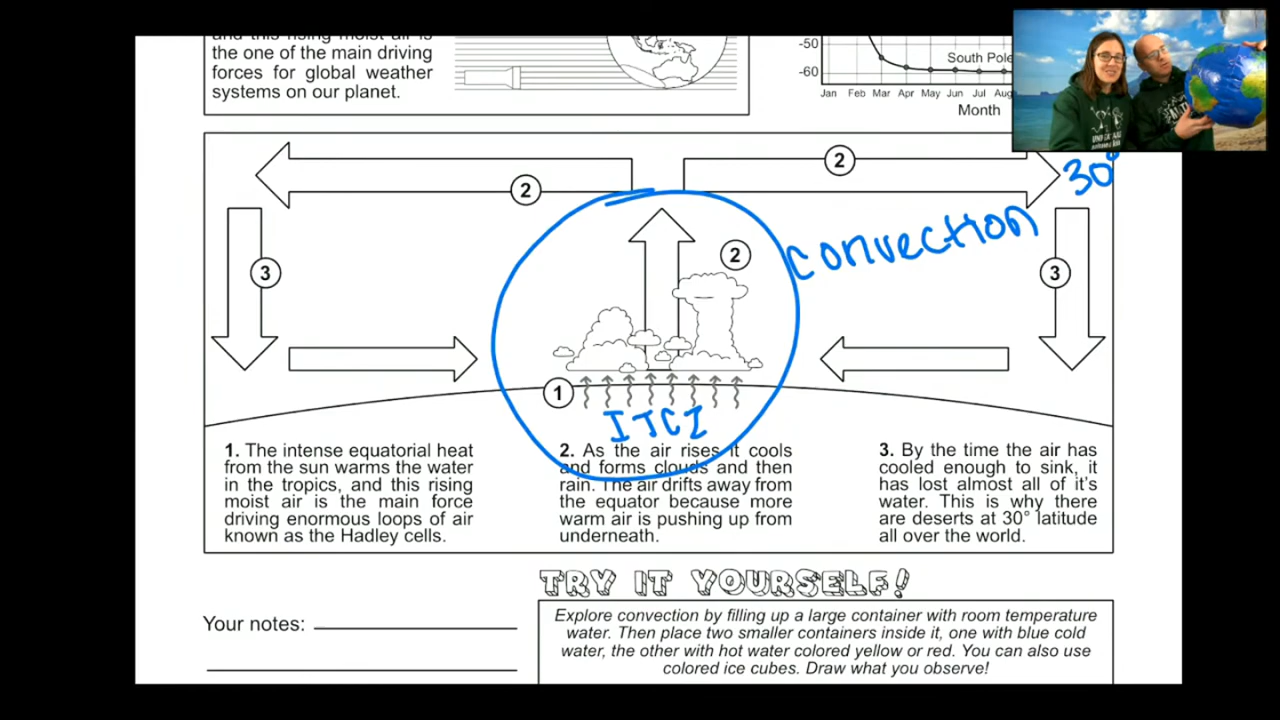 and this rising moist air is
the one of the main driving
forces for global weather
systems on our planet.
-50
-60
South Pole
Jan Feb Mar Apr May Jun Jul Aug
Month
30°
2
2
convection
2
3
3
1
ITCZ
1. The intense equatorial heat
from the sun warms the water
in the tropics, and this rising
moist air is the main force
driving enormous loops of air
known as the Hadley cells.
2. As the air rises it cools
and forms clouds and then
rain. The air drifts away from
the equator because more
warm air is pushing up from
underneath.
3. By the time the air has
cooled enough to sink, it
has lost almost all of it's
water. This is why there
are deserts at 30° latitude
all over the world.
TRY IT YOURSELF!
Your notes:
Explore convection by filling up a large container with room temperature
water. Then place two smaller containers inside it, one with blue cold
water, the other with hot water colored yellow or red. You can also use
colored ice cubes. Draw what you observe!